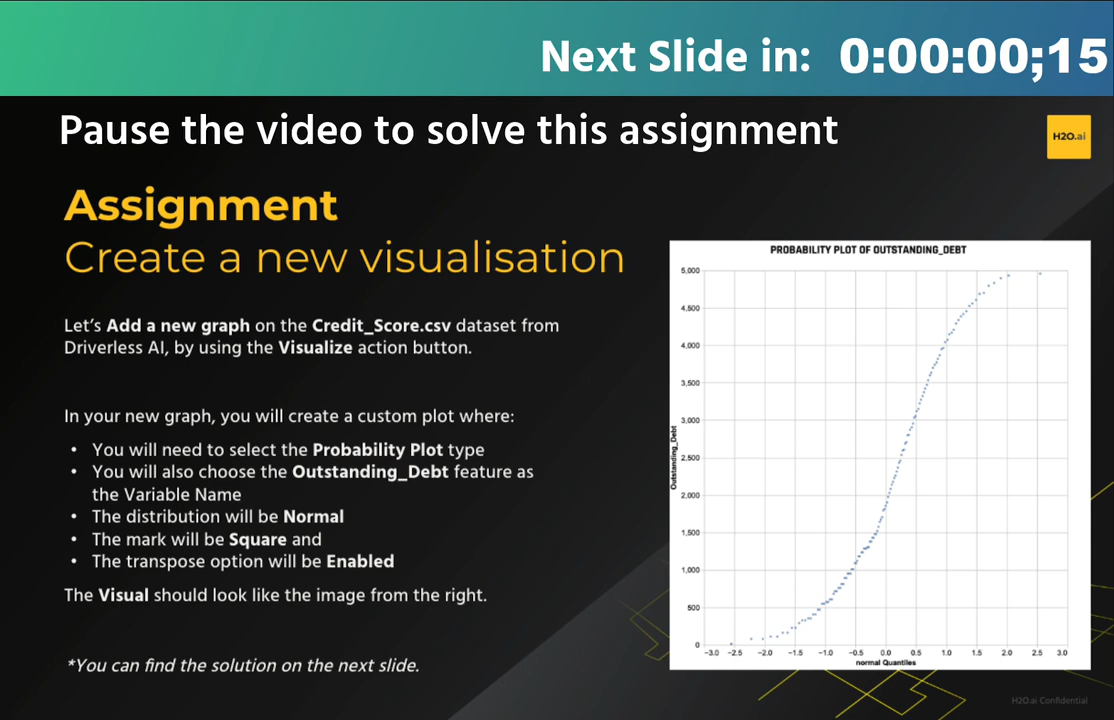 Next Slide in: 0:00:00;15
Pause the video to solve this assignment
H2O.ai
Assignment
Create a new visualisation
Let's Add a new graph on the Credit_Score.csv dataset from
Driverless AI, by using the Visualize action button.
In your new graph, you will create a custom plot where:
• You will need to select the Probability Plot type
• You will also choose the Outstanding_Debt feature as
the Variable Name
• The distribution will be Normal
• The mark will be Square and
• The transpose option will be Enabled
The Visual should look like the image from the right.
*You can find the solution on the next slide.
PROBABILITY PLOT OF OUTSTANDING_DEBT
5,000
4,500
4,000
3,500
3,000
2,500
2,000
1,500
1,000
500
0
Outstanding_Debt
−3.0 −2.5 −2.0 −1.5 −1.0 −0.5 0.0 0.5 1.0 1.5 2.0 2.5 3.0
normal Quantiles
H2O.ai Confidential